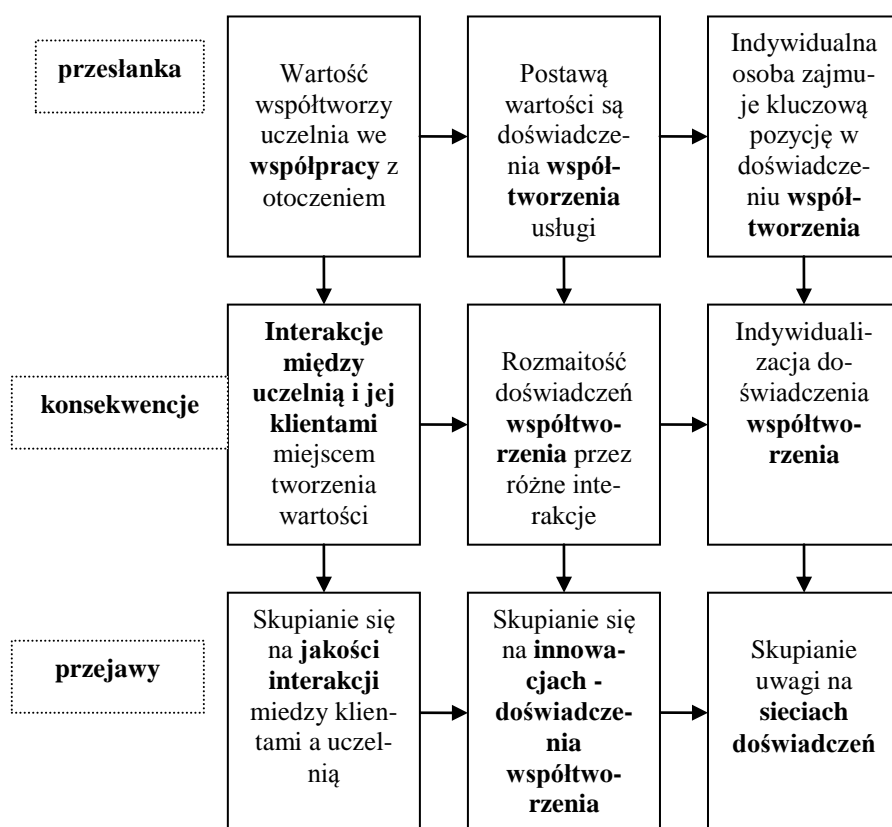 przesłanka
Wartość
współtworzy
uczelnia we
współpracy z
otoczeniem
Postawą
wartości są
doświadcze-
nia współ-
tworzenia
usługi
Indywidualna
osoba zajmu-
je kluczową
pozycję w
doświadcze-
niu współ-
tworzenia
konsekwencje
Interakcje
między
uczelnią i jej
klientami
miejscem
tworzenia
wartości
Rozmaitość
doświadczeń
współtwo-
rzenia przez
różne inte-
rakcje
Indywiduali-
zacja do-
świadczenia
współtwo-
rzenia
przejawy
Skupianie się
na jakości
interakcji
miedzy klien-
tami a uczel-
nią
Skupianie się
na innowa-
cjach -
doświadcze-
nia
współtwo-
rzenia
Skupianie
uwagi na
sieciach
doświadczeń